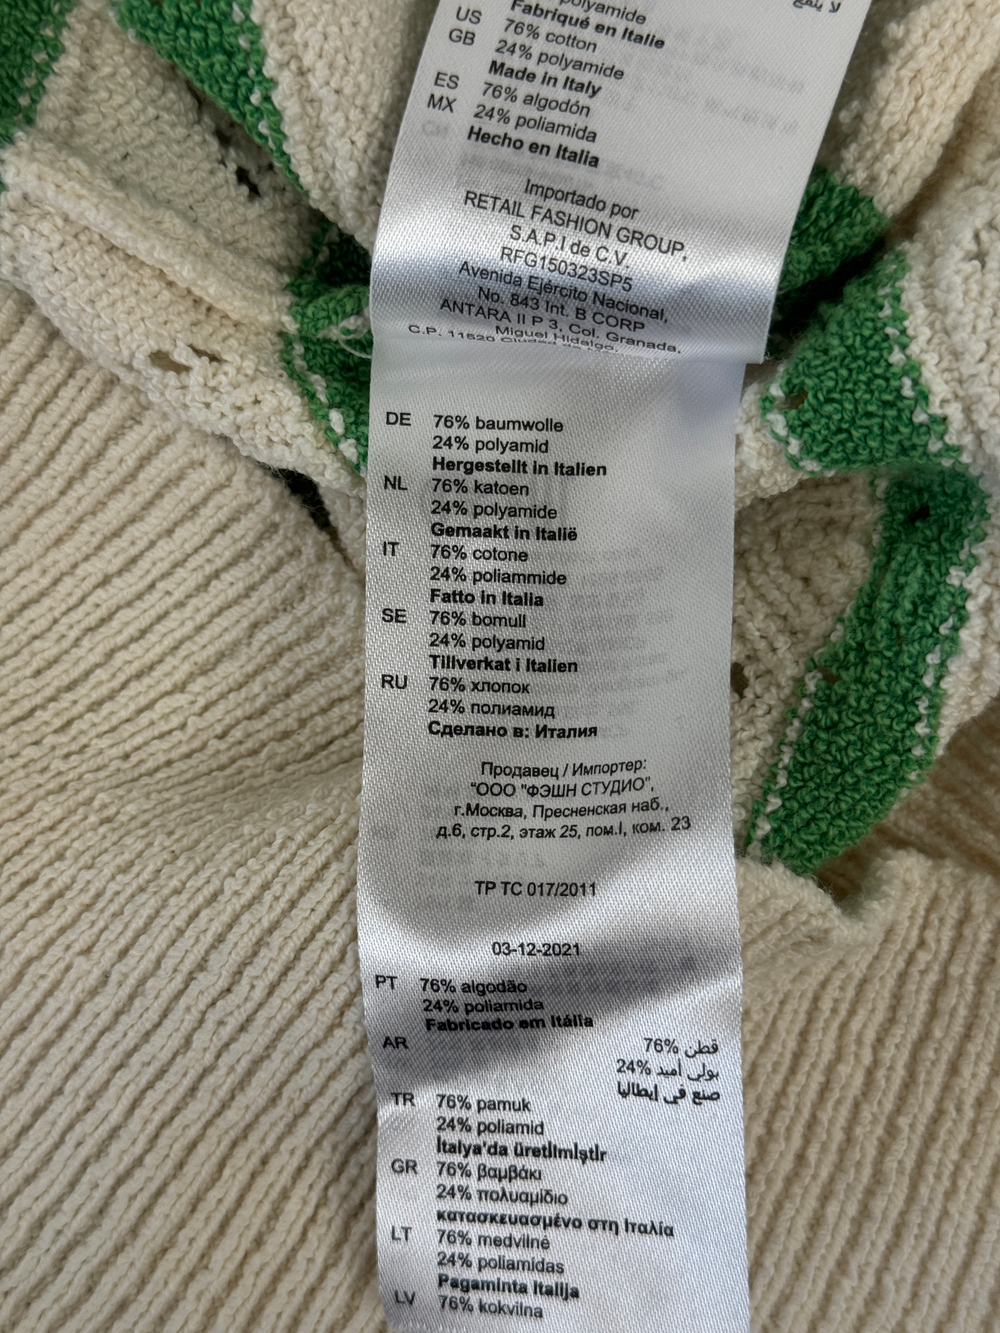 polyamide
Fabriqué en Italie
US
GB
76% cotton
24% polyamide
Made in Italy
ES
MX
76% algodón
24% poliamida
Hecho en Italia
Importado por
RETAIL FASHION GROUP,
S.A.P.I de C.V.
RFG150323SP5
Avenida Ejército Nacional,
No. 843 Int. B CORP
ANTARA II P 3, Col. Granada,
Miguel Hidalgo,
C.P. 11520 Ciudad de
DE 76% baumwolle
24% polyamid
Hergestellt in Italien
NL 76% katoen
24% polyamide
Gemaakt in Italië
IT 76% cotone
24% poliammide
Fatto in Italia
SE 76% bomull
24% polyamid
Tillverkat i Italien
RU 76% хлопок
24% полиамид
Сделано в: Италия
Продавец / Импортер:
"ООО "ФЭШН СТУДИО",
г.Москва, Пресненская наб.,
д.6, стр.2, этаж 25, пом.I, ком. 23
ТР ТС 017/2011
03-12-2021
PT 76% algodão
24% poliamida
Fabricado em Itália
AR 76% قطن
24% بولي أميد
صنع في إيطاليا
TR 76% pamuk
24% poliamid
İtalya'da üretilmiştir
GR 76% βαμβάκι
24% πολυαμίδιο
κατασκευασμένο στη Ιταλία
LT 76% medvilnė
24% poliamidas
Pagaminta Italija
LV 76% kokvilna